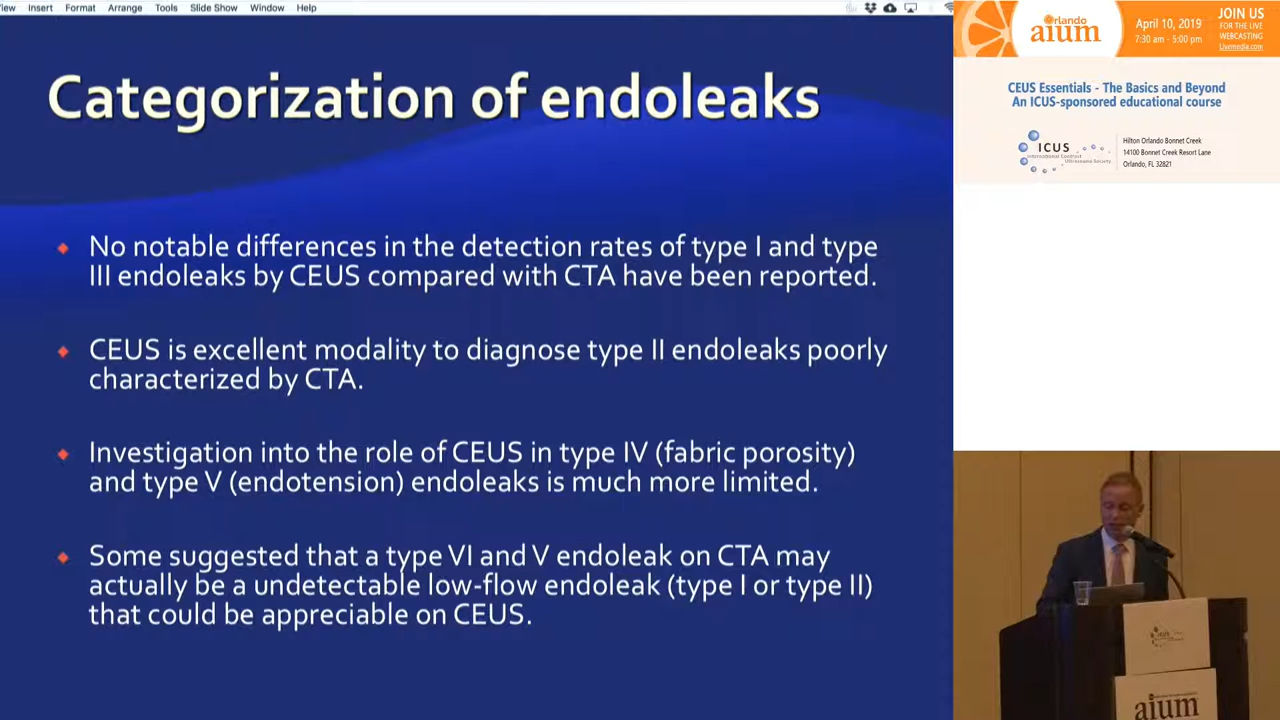 Insert Format Arrange Tools Slide Show Window Help
Categorization of endoleaks
No notable differences in the detection rates of type I and type
III endoleaks by CEUS compared with CTA have been reported.
CEUS is excellent modality to diagnose type II endoleaks poorly
characterized by CTA.
Investigation into the role of CEUS in type IV (fabric porosity)
and type V (endotension) endoleaks is much more limited.
Some suggested that a type VI and V endoleak on CTA may
actually be a undetectable low-flow endoleak (type I or type II)
that could be appreciable on CEUS.
Orlando
aium
April 10, 2019
7:30 am - 5:00 pm
JOIN US
FOR THE LIVE
WEBCASTING
Livemedia.com
CEUS Essentials - The Basics and Beyond
An ICUS-sponsored educational course
ICUS
International Contrast
Ultrasound Society
Hilton Orlando Bonnet Creek
14100 Bonnet Creek Resort Lane
Orlando, FL 32821
aium